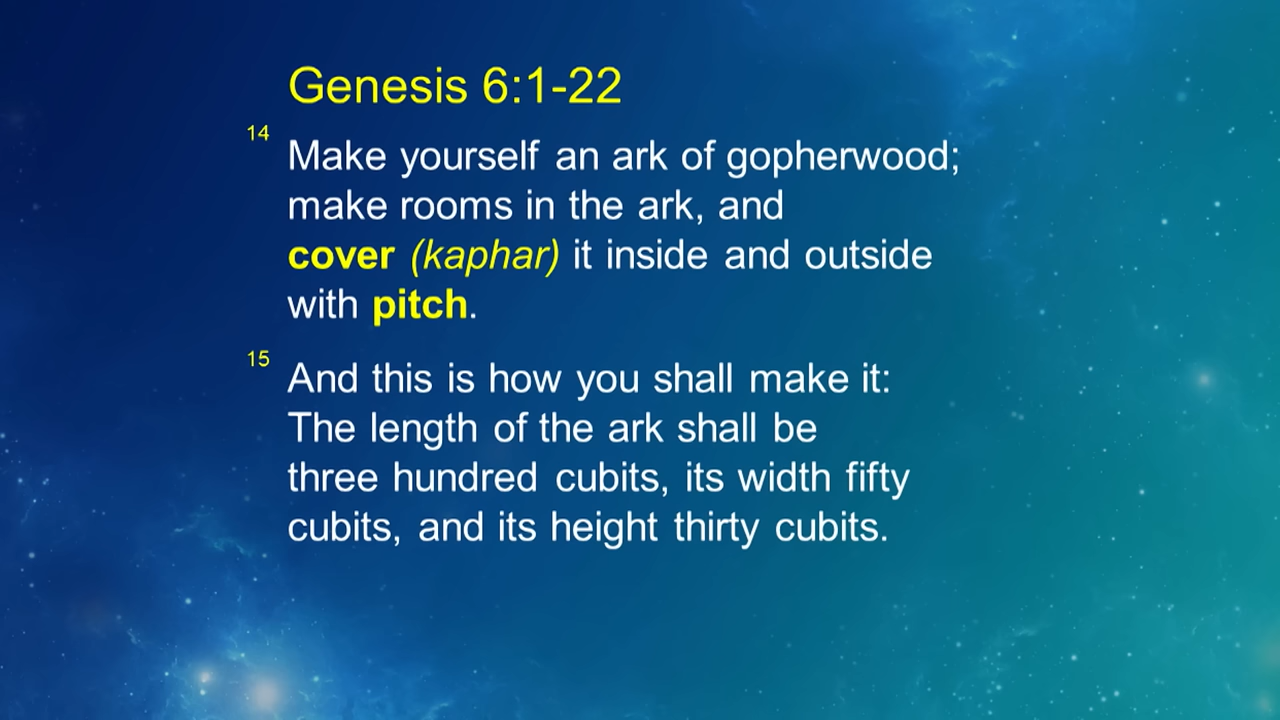 Genesis 6:1-22
14
Make yourself an ark of gopherwood;
make rooms in the ark, and
cover (kaphar) it inside and outside
with pitch.
15
And this is how you shall make it:
The length of the ark shall be
three hundred cubits, its width fifty
cubits, and its height thirty cubits.